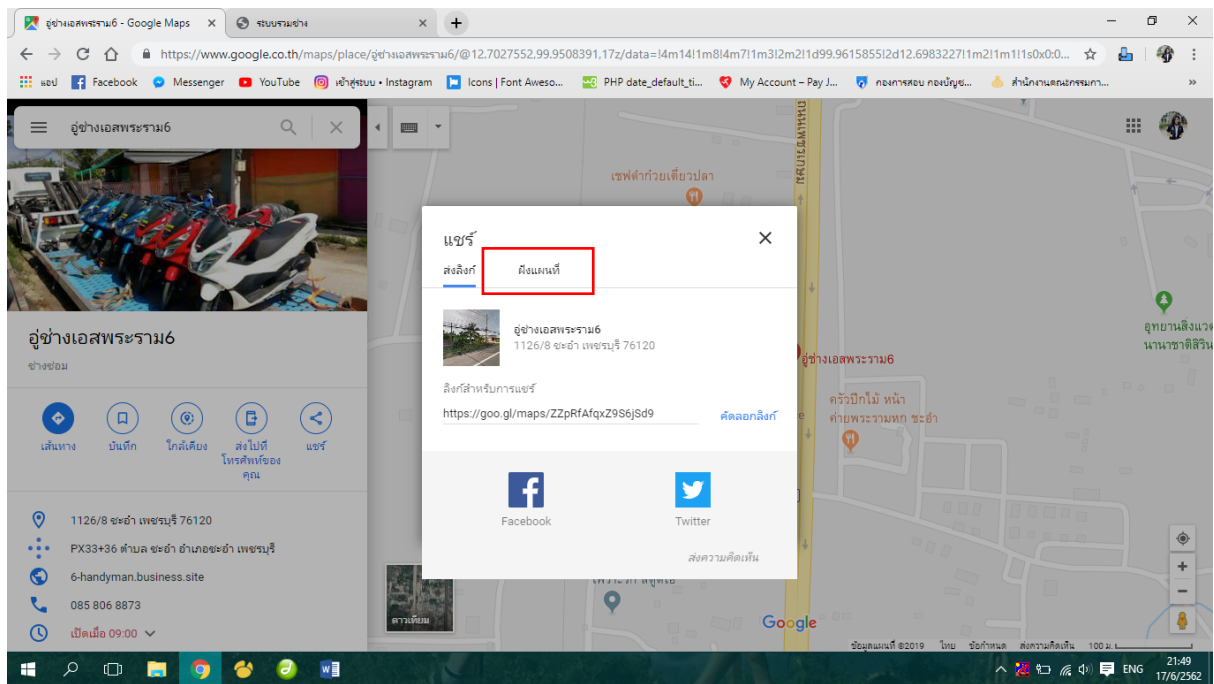 อู่ช่างเอสพระราม6 - Google Maps
ระบบรวมช่าง
https://www.google.co.th/maps/place/อู่ช่างเอสพระราม6/@12.7027552,99.9508391,17z/data=!4m14!1m8!4m7!1m3!2m2!1d99.9615855!2d12.6983227!1m2!1m1!1s0x0:0...
แอป
Facebook
Messenger
YouTube
เข้าสู่ระบบ • Instagram
Icons | Font Aweso...
PHP date_default_ti...
My Account – Pay J...
กองการสอบ กองบัญช...
สำนักงานคณะกรรมกา...
»
อู่ช่างเอสพระราม6
เชฟดำก๋วยเตี๋ยวปลา
แชร์
ส่งลิงก์
ฝังแผนที่
อู่ช่างเอสพระราม6
1126/8 ชะอำ เพชรบุรี 76120
ลิงก์สำหรับการแชร์
https://goo.gl/maps/ZZpRfAfqxZ9S6jSd9
คัดลอกลิงก์
Facebook
Twitter
ส่งความคิดเห็น
อู่ช่างเอสพระราม6
ช่างซ่อม
เส้นทาง
บันทึก
ใกล้เคียง
ส่งไปที่
โทรศัพท์ของ
คุณ
แชร์
1126/8 ชะอำ เพชรบุรี 76120
PX33+36 ตำบล ชะอำ อำเภอชะอำ เพชรบุรี
6-handyman.business.site
085 806 8873
เปิดเมื่อ 09:00
อู่ช่างเอสพระราม6
ครัวปีกไม้ หน้า
ค่ายพระรามหก ชะอำ
อุทยานสิ่งแวด
นานาชาติสิริน
ดาวเทียม
Google
ข้อมูลแผนที่ ©2019
ไทย
ข้อกำหนด
ส่งความคิดเห็น
100 ม.
ENG
21:49
17/6/2562